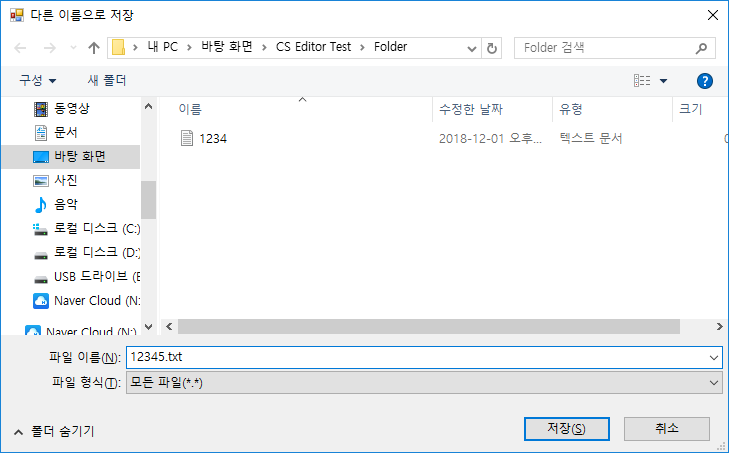 다른 이름으로 저장
내 PC > 바탕 화면 > CS Editor Test > Folder
Folder 검색
구성
새 폴더
동영상
문서
바탕 화면
사진
음악
로컬 디스크 (C:)
로컬 디스크 (D:)
USB 드라이브 (E
Naver Cloud (N:
Naver Cloud (N:)
이름 수정한 날짜 유형 크기
1234 2018-12-01 오후... 텍스트 문서
파일 이름(N): 12345.txt
파일 형식(T): 모든 파일(*.*)
폴더 숨기기
저장(S)
취소